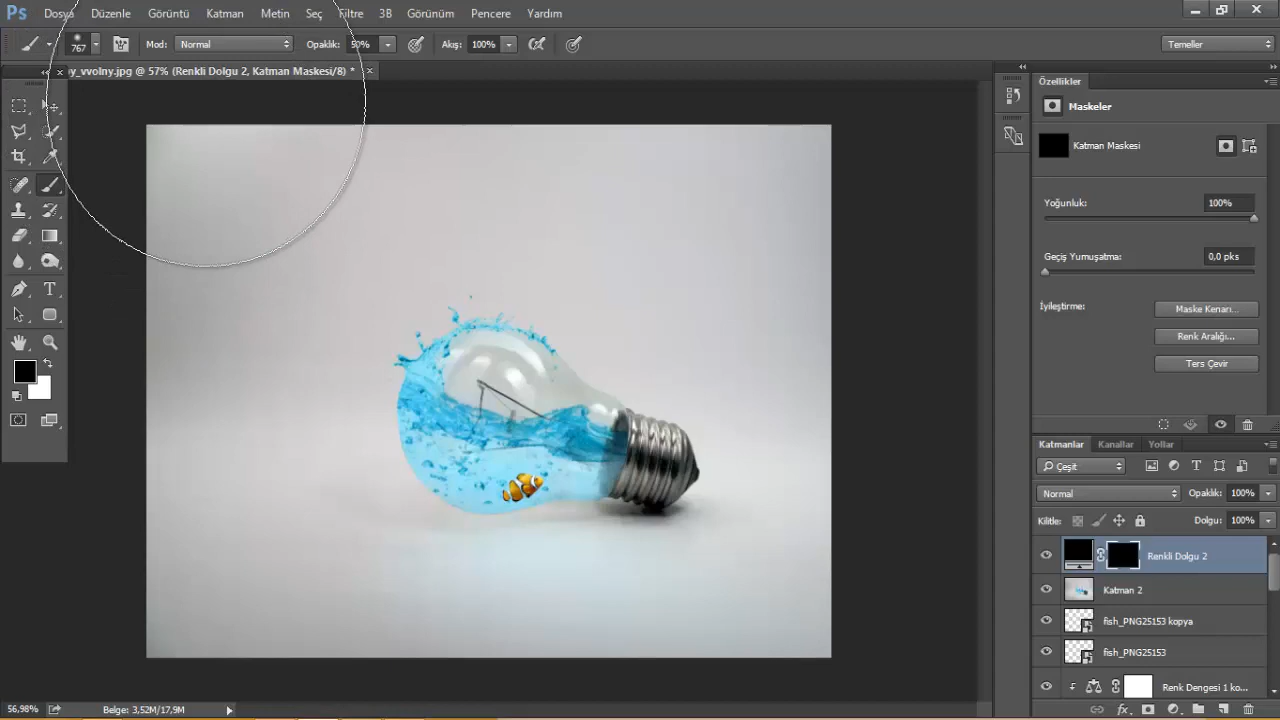 Ps Dosya Düzenle Görüntü Katman Metin Seç Filtre 3B Görünüm Pencere Yardım
767 Mod: Normal Opaklık: 50% Akış: 100% Temeller
ny_vvolny.jpg @ 57% (Renkli Dolgu 2, Katman Maskesi/8) *
Özellikler
Maskeler
Katman Maskesi
Yoğunluk: 100%
Geçiş Yumuşatma: 0,0 pks
İyileştirme: Maske Kenarı...
Renk Aralığı...
Ters Çevir
Katmanlar Kanallar Yollar
Çeşit
Normal Opaklık: 100%
Kilitle: Dolgu: 100%
Renkli Dolgu 2
Katman 2
fish_PNG25153 kopya
fish_PNG25153
Renk Dengesi 1 ko...
56,98% Belge: 3,52M/17,9M